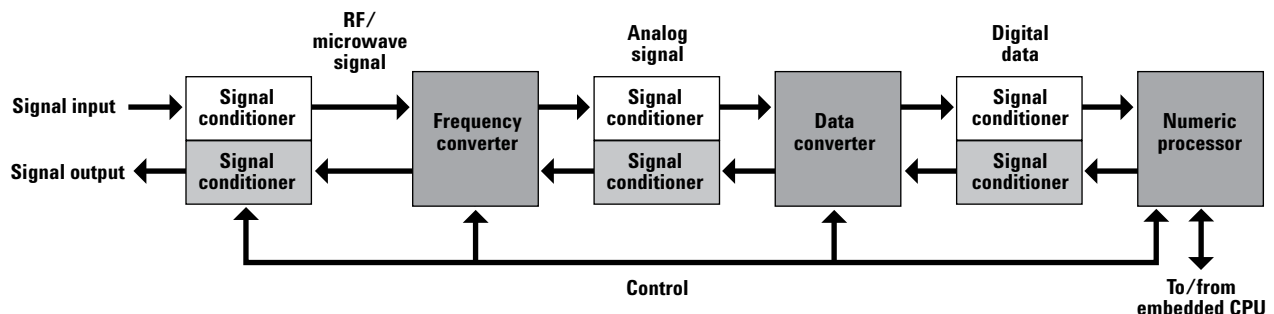 RF/
microwave
signal
Analog
signal
Digital
data
Signal input
Signal
conditioner
Frequency
converter
Signal
conditioner
Data
converter
Signal
conditioner
Numeric
processor
Signal output
Signal
conditioner
Signal
conditioner
Signal
conditioner
Control
To/from
embedded CPU